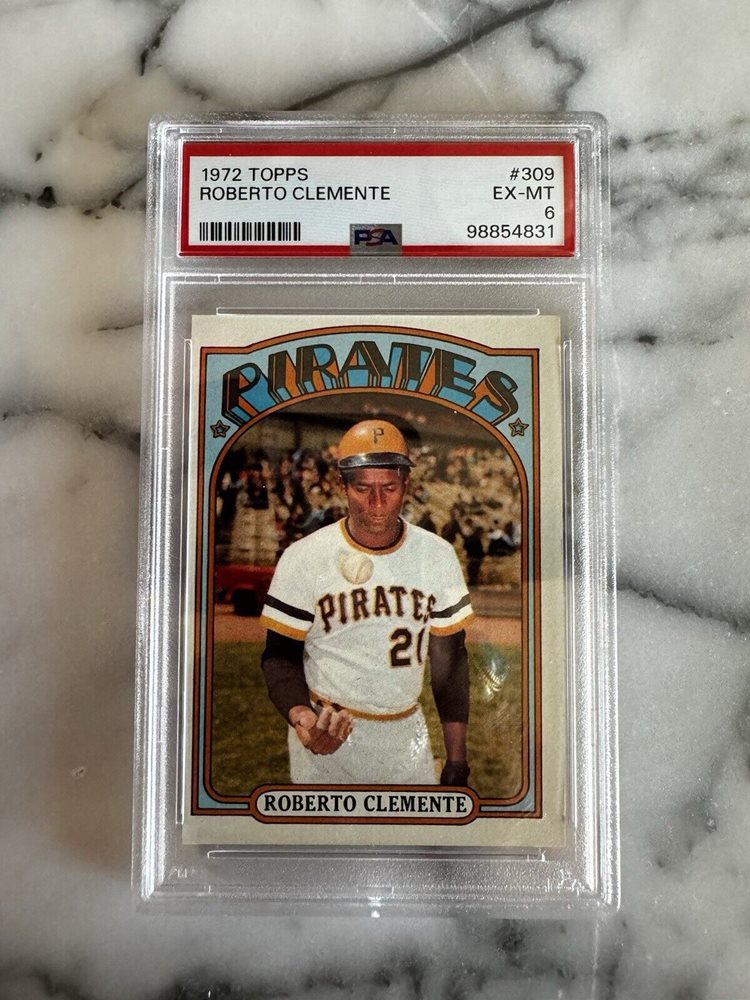 1972 TOPPS #309
ROBERTO CLEMENTE EX-MT
6
PSA 98854831
PIRATES
P
PIRATES
21
ROBERTO CLEMENTE